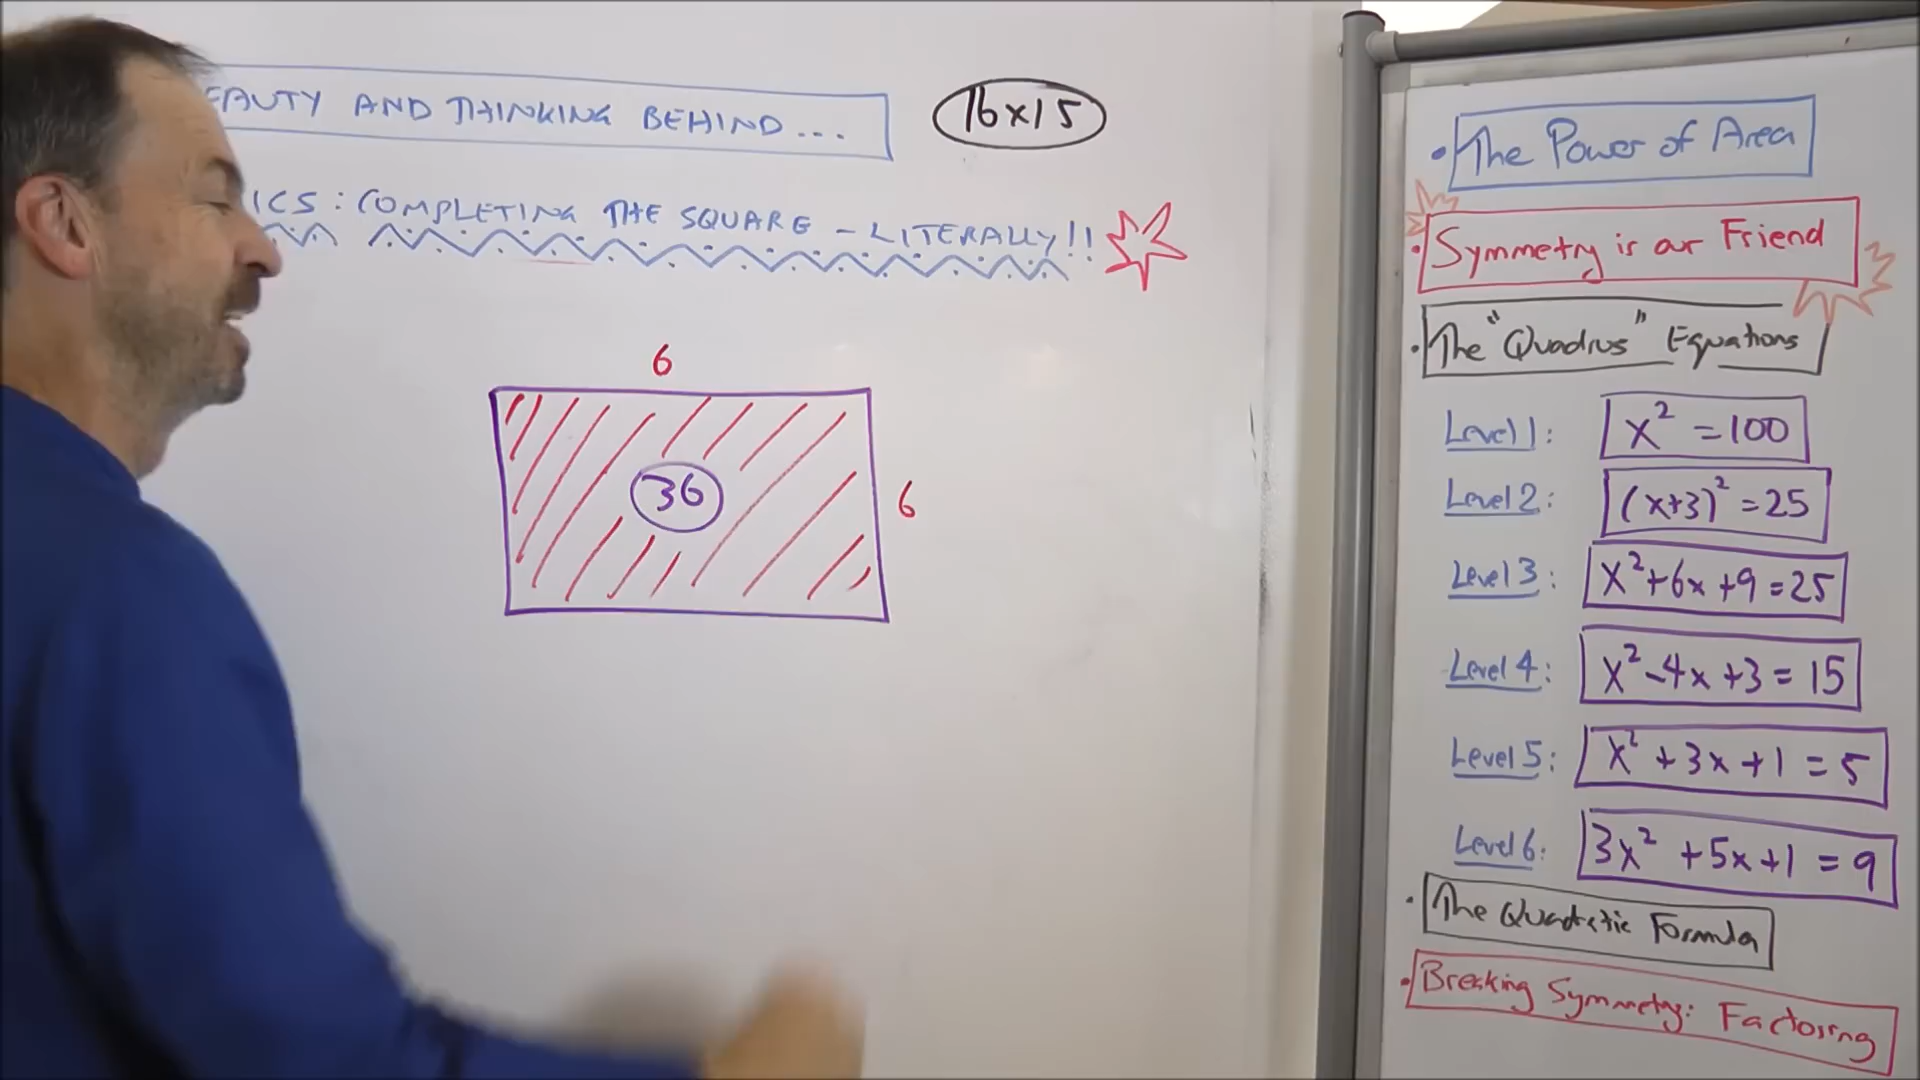 EAUTY AND THINKING BEHIND...
16x15
ICS: COMPLETING THE SQUARE - LITERALLY!!
6
36
6
• The Power of Area
• Symmetry is our Friend
• The "Quadrus" Equations
Level 1: x² = 100
Level 2: (x+3)² = 25
Level 3: x²+6x+9=25
Level 4: x²-4x+3=15
Level 5: x²+3x+1=5
Level 6: 3x²+5x+1=9
• The Quadratic Formula
• Breaking Symmetry: Factoring